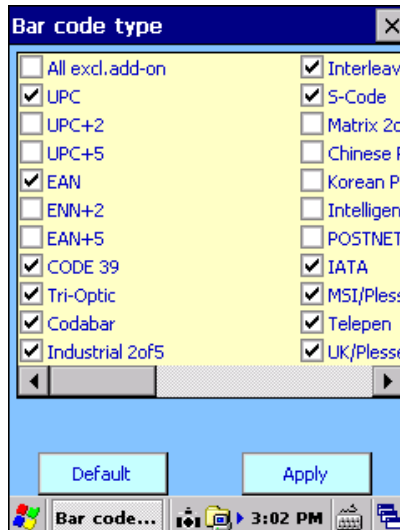 Bar code type
All excl.add-on
UPC
UPC+2
UPC+5
EAN
ENN+2
EAN+5
CODE 39
Tri-Optic
Codabar
Industrial 2of5
Interleav
S-Code
Matrix 2o
Chinese P
Korean P
Intelligen
POSTNET
IATA
MSI/Pless
Telepen
UK/Plesse
Default
Apply
Bar code...
3:02 PM